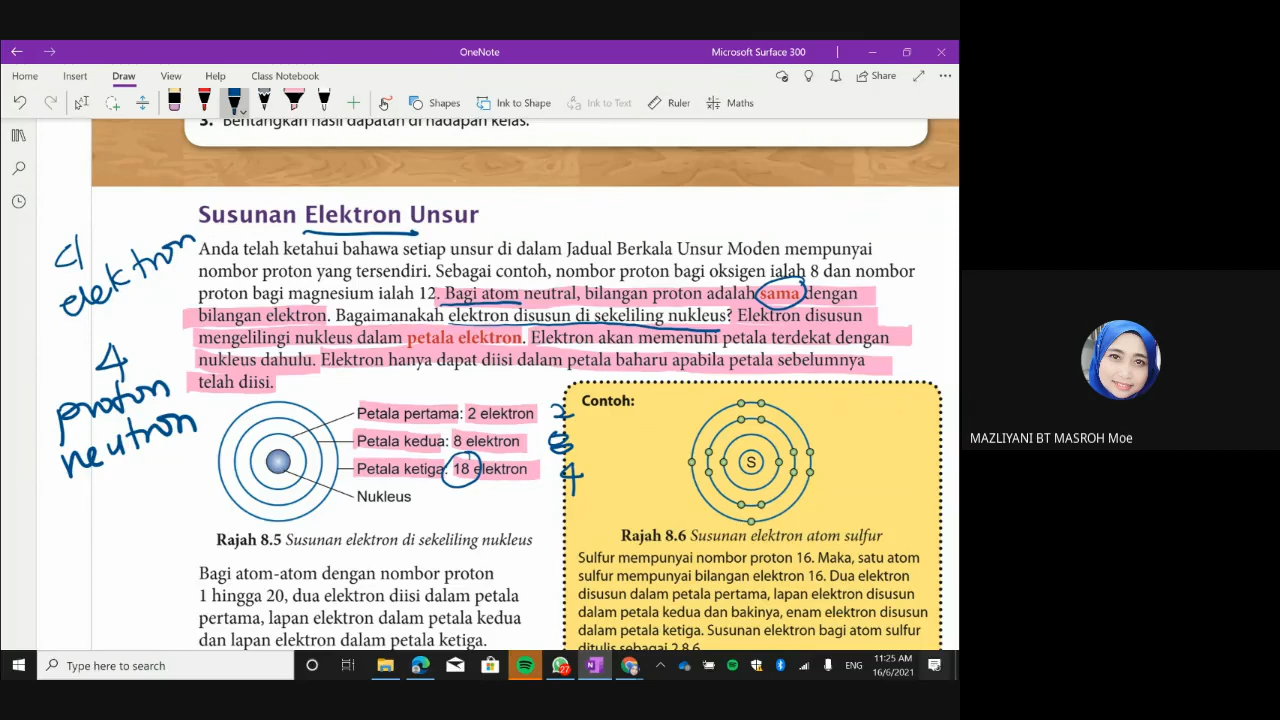 OneNote
Microsoft Surface 300
Home Insert Draw View Help Class Notebook
Share
Shapes Ink to Shape Ink to Text Ruler Maths
3. Bentangkan hasil dapatan di hadapan kelas.
Susunan Elektron Unsur
Anda telah ketahui bahawa setiap unsur di dalam Jadual Berkala Unsur Moden mempunyai
nombor proton yang tersendiri. Sebagai contoh, nombor proton bagi oksigen ialah 8 dan nombor
proton bagi magnesium ialah 12. Bagi atom neutral, bilangan proton adalah sama dengan
bilangan elektron. Bagaimanakah elektron disusun di sekeliling nukleus? Elektron disusun
mengelilingi nukleus dalam petala elektron. Elektron akan memenuhi petala terdekat dengan
nukleus dahulu. Elektron hanya dapat diisi dalam petala baharu apabila petala sebelumnya
telah diisi.
elektron
4
proton
neutron
Petala pertama: 2 elektron 2
Petala kedua: 8 elektron 8
Petala ketiga: 18 elektron 4
Nukleus
Rajah 8.5 Susunan elektron di sekeliling nukleus
Bagi atom-atom dengan nombor proton
1 hingga 20, dua elektron diisi dalam petala
pertama, lapan elektron dalam petala kedua
dan lapan elektron dalam petala ketiga.
Contoh:
S
Rajah 8.6 Susunan elektron atom sulfur
Sulfur mempunyai nombor proton 16. Maka, satu atom
sulfur mempunyai bilangan elektron 16. Dua elektron
disusun dalam petala pertama, lapan elektron disusun
dalam petala kedua dan bakinya, enam elektron disusun
dalam petala ketiga. Susunan elektron bagi atom sulfur
ditulis sebagai 2.8.6.
MAZLIYANI BT MASROH Moe
Type here to search
ENG
11:25 AM
16/6/2021